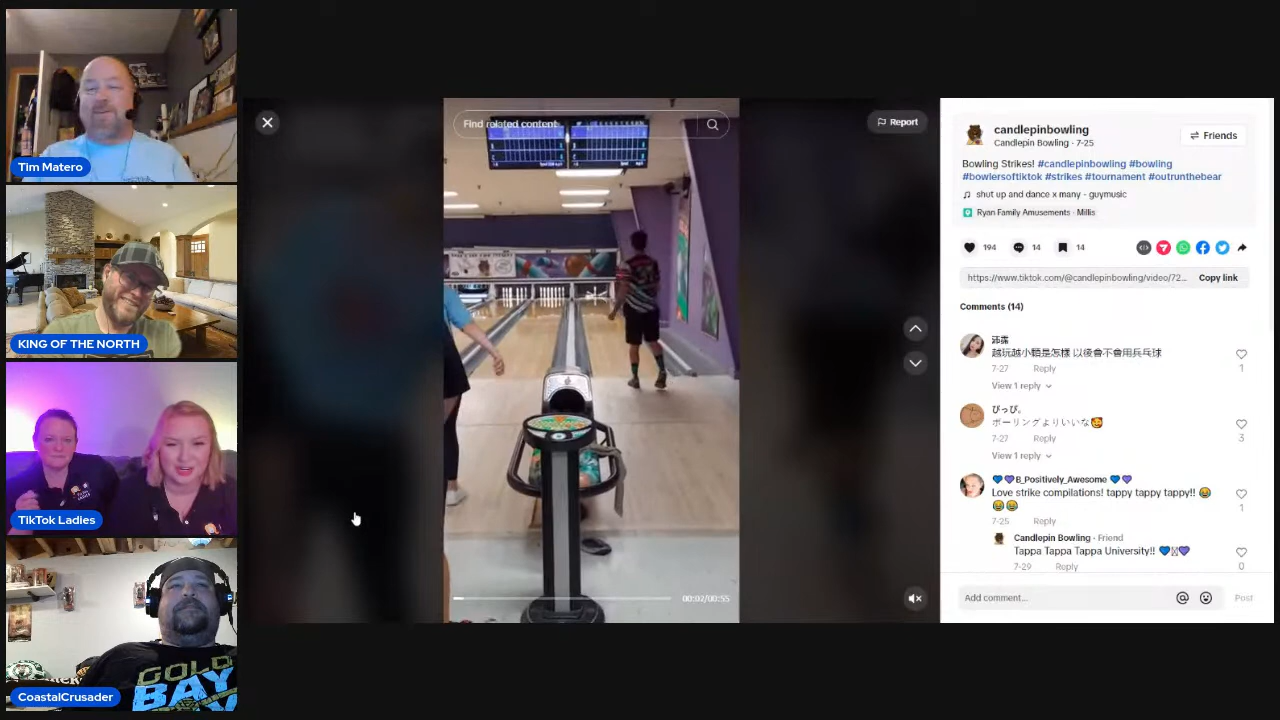 Tim Matero
KING OF THE NORTH
TikTok Ladies
GOLD
BAY
CoastalCrusader
Find related content
Report
00:02/00:55
candlepinbowling
Candlepin Bowling · 7-25
Friends
Bowling Strikes! #candlepinbowling #bowling
#bowlersoftiktok #strikes #tournament #outrunthebear
shut up and dance x many - guymusic
Ryan Family Amusements · Millis
194
14
14
https://www.tiktok.com/@candlepinbowling/video/72...
Copy link
Comments (14)
越玩越小顆是怎樣 以後會不會用乒乓球
7-27
Reply
1
View 1 reply
ぴっぴ。
ボーリングよりいいな🥰
7-27
Reply
3
View 1 reply
💙💜B_Positively_Awesome 💙💜
Love strike compilations! tappy tappy tappy!! 😂
😂😂
7-25
Reply
1
Candlepin Bowling · Friend
Tappa Tappa Tappa University!! 💙🐰💜
7-29
Reply
0
Add comment...
Post